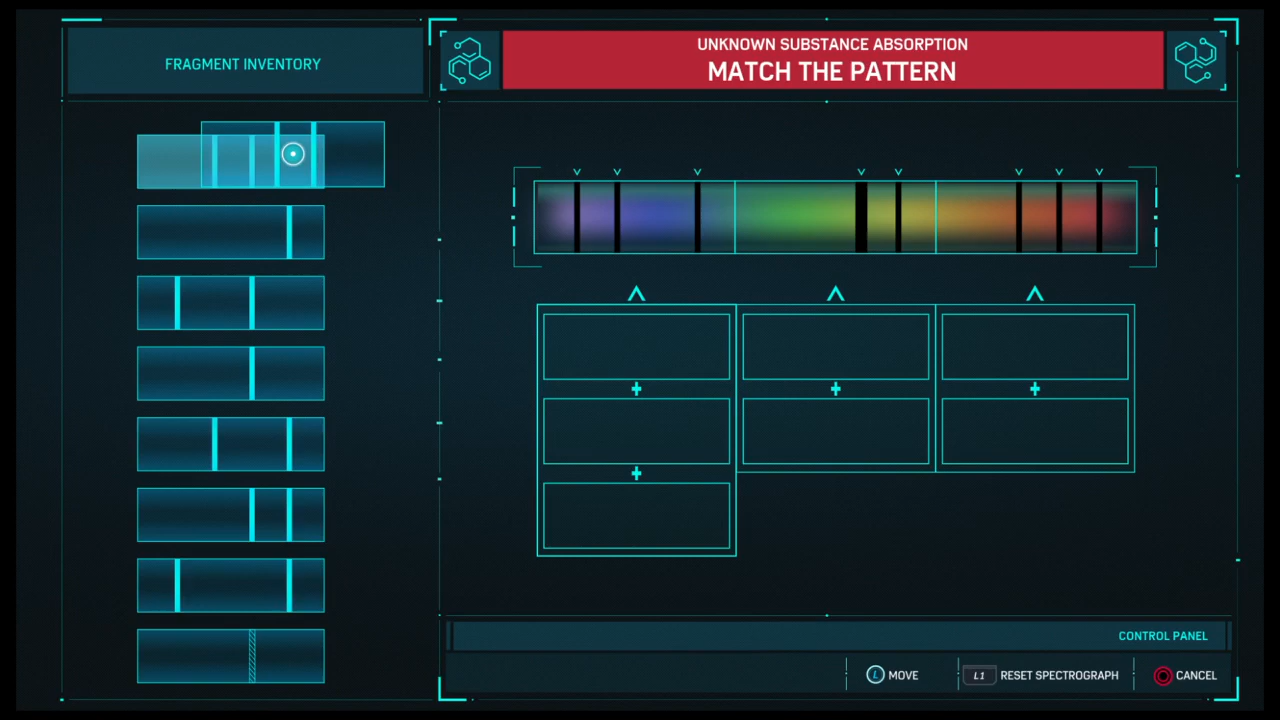 FRAGMENT INVENTORY
UNKNOWN SUBSTANCE ABSORPTION
MATCH THE PATTERN
CONTROL PANEL
L MOVE
L1 RESET SPECTROGRAPH
CANCEL